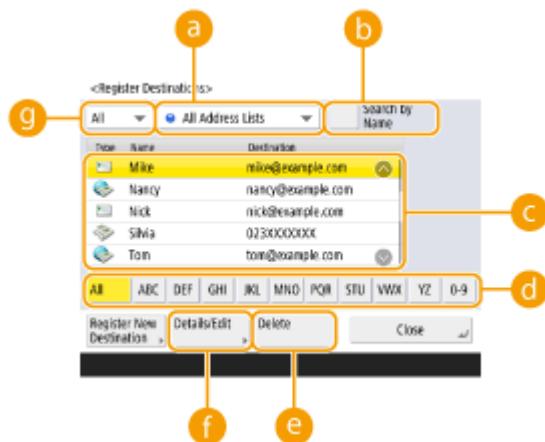 a
b
<Register Destinations>
g
All
All Address Lists
Search by
Name
Type Name Destination
Mike mike@example.com
Nancy nancy@example.com
c
Nick nick@example.com
Silvia 023XXXXXXX
Tom tom@example.com
All ABC DEF GHI JKL MNO PQR STU VWX YZ 0-9
d
Register New
Destination
Details/Edit
Delete
Close
f
e